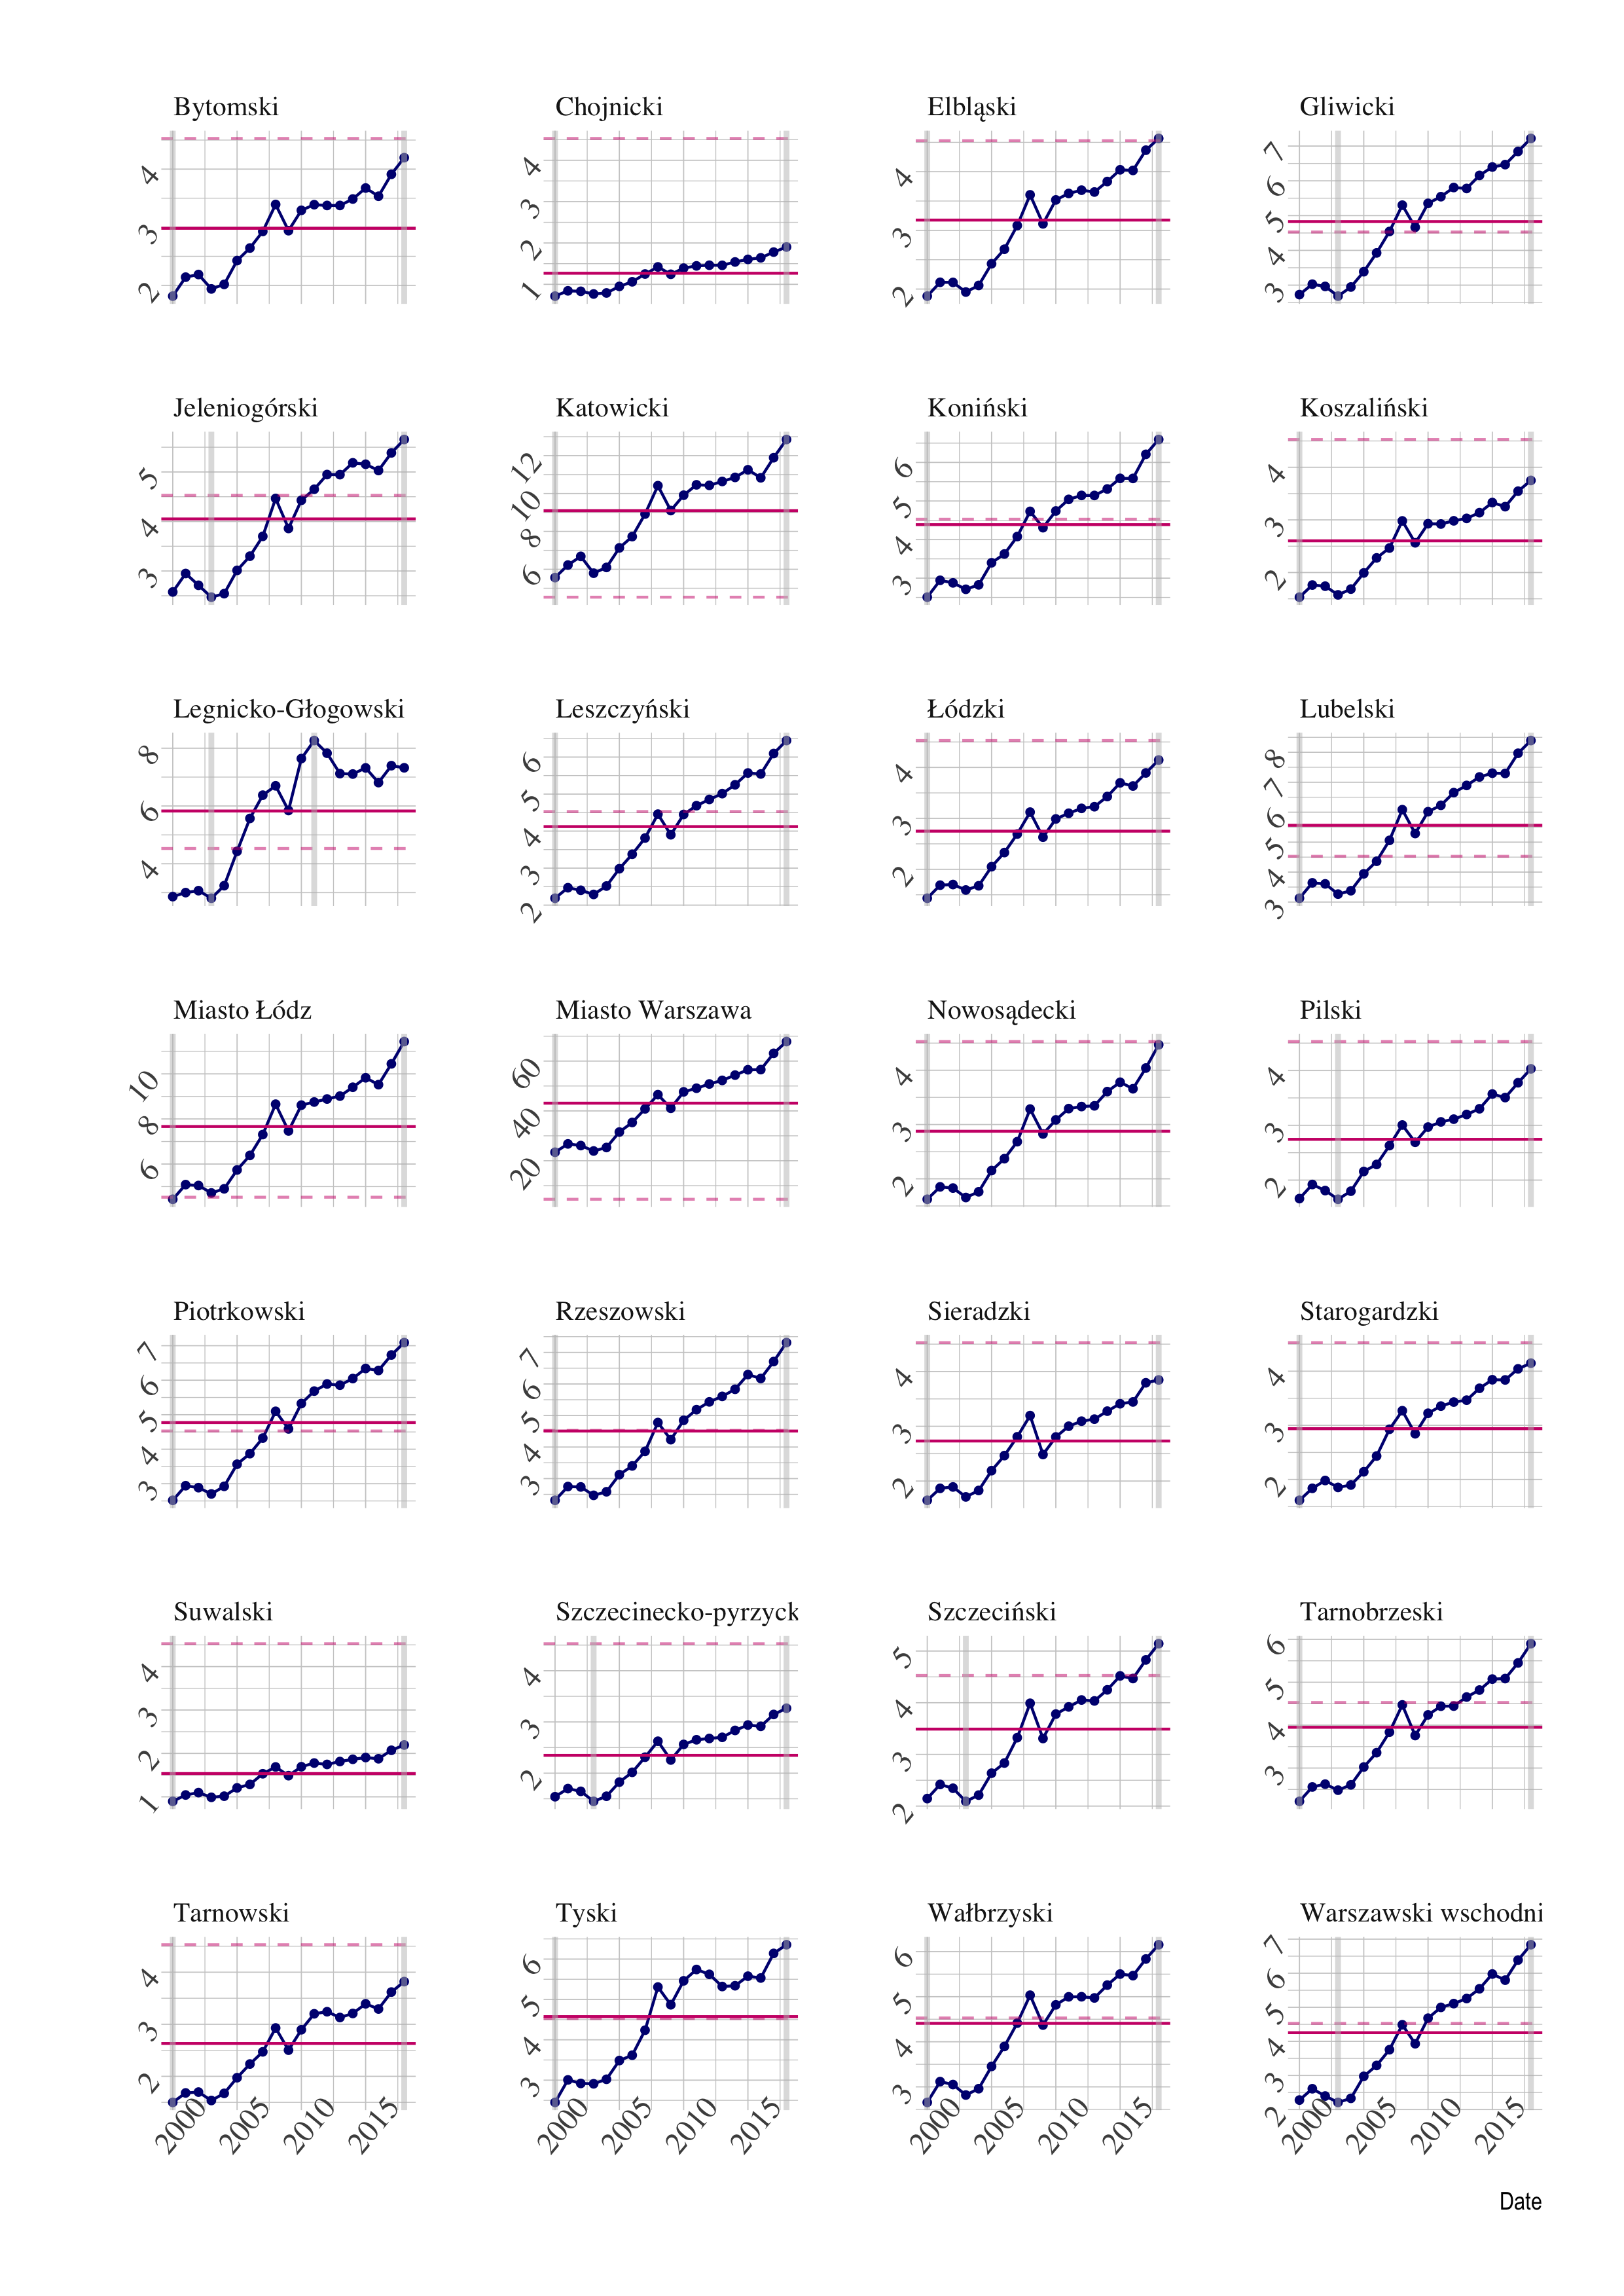 Bytomski Chojnicki Elbląski Gliwicki
4 3 2
4 3 2 1
4 3 2
7 6 5 4 3
Jeleniogórski Katowicki Koniński Koszaliński
5 4 3
12 10 8 6
6 5 4 3
4 3 2
Legnicko-Głogowski Leszczyński Łódzki Lubelski
8 6 4
6 5 4 3 2
4 3 2
8 7 6 5 4 3
Miasto Łódz Miasto Warszawa Nowosądecki Pilski
10 8 6
60 40 20
4 3 2
4 3 2
Piotrkowski Rzeszowski Sieradzki Starogardzki
7 6 5 4 3
7 6 5 4 3
4 3 2
4 3 2
Suwalski Szczecinecko-pyrzyck Szczeciński Tarnobrzeski
4 3 2 1
4 3 2
5 4 3 2
6 5 4 3
Tarnowski Tyski Wałbrzyski Warszawski wschodni
4 3 2
6 5 4 3
6 5 4 3
7 6 5 4 3 2
2000 2005 2010 2015 2000 2005 2010 2015 2000 2005 2010 2015 2000 2005 2010 2015
Date